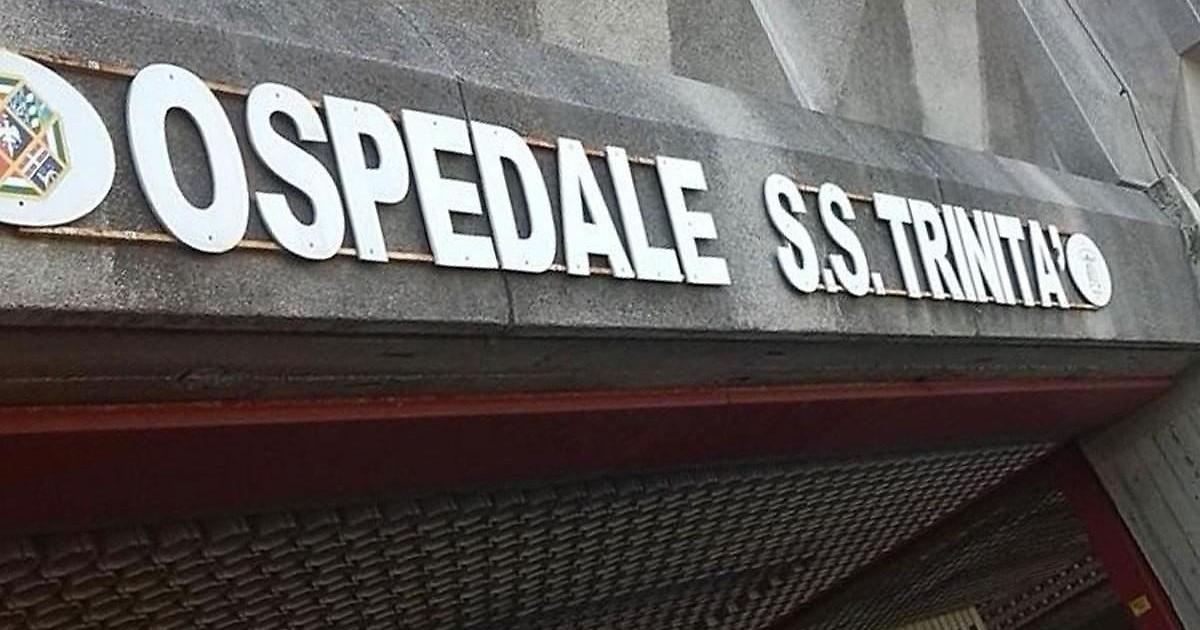 OSPEDALE S.S. TRINITA'